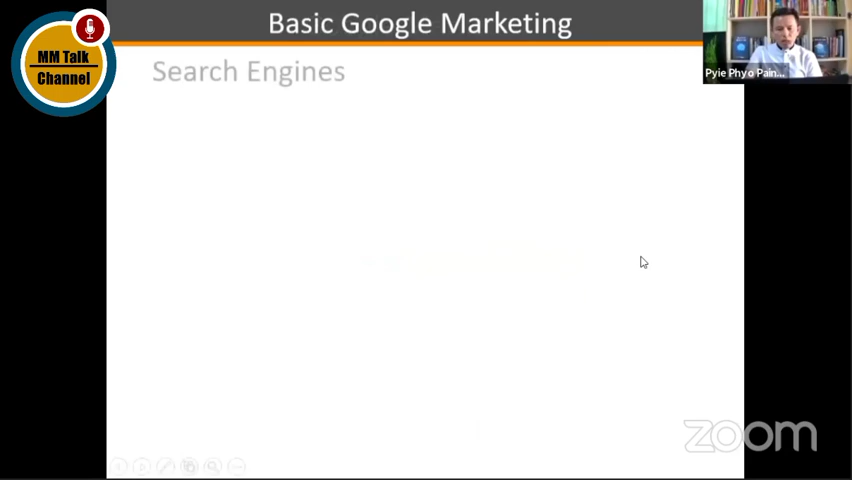 Basic Google Marketing
MM Talk
Channel
Search Engines
Pyie Phyo Pain...
zoom